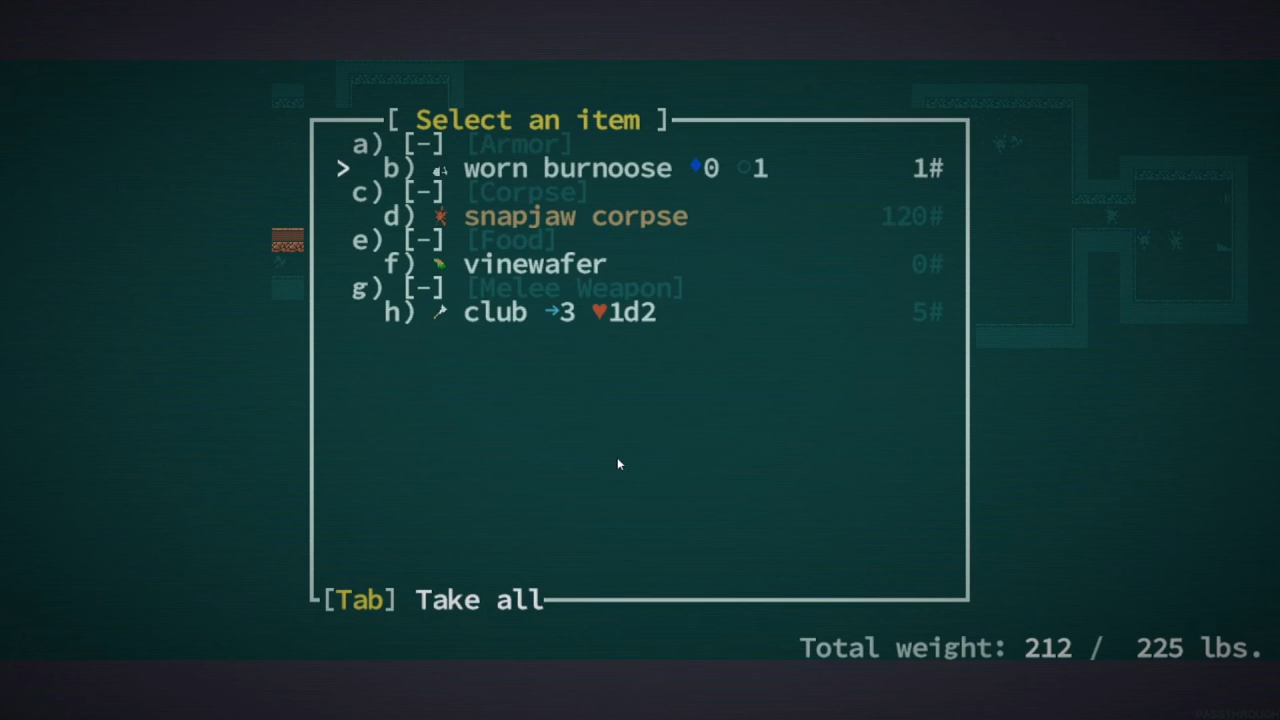 [ Select an item ]
a) [-] [Armor]
> b) worn burnoose ♦0 ○1 1#
c) [-] [Corpse]
d) snapjaw corpse 120#
e) [-] [Food]
f) vinewafer 0#
g) [-] [Melee Weapon]
h) club →3 ♥1d2 5#
[Tab] Take all
Total weight: 212 / 225 lbs.